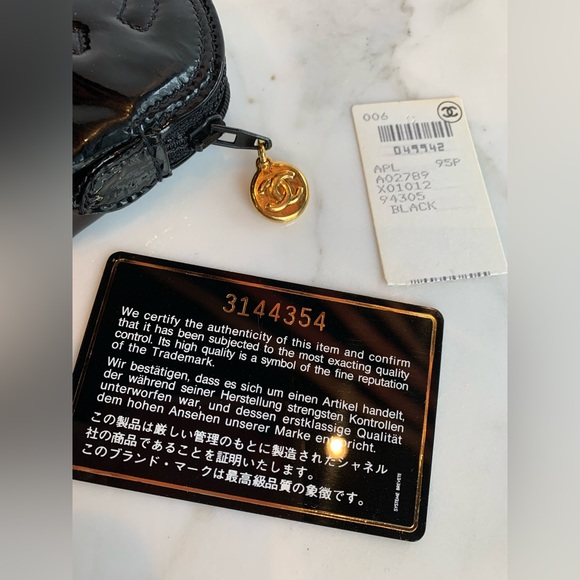 006
049942
APL 95P
A02789
X01012
94305
BLACK
3144354
We certify the authenticity of this item and confirm
that it has been subjected to the most exacting quality
control. Its high quality is a symbol of the fine reputation
of the Trademark.
Wir bestätigen, dass es sich um einen Artikel handelt,
der während seiner Herstellung strengsten Kontrollen
unterworfen war, und dessen erstklassige Qualität
dem hohen Ansehen unserer Marke entspricht.
この製品は厳しい管理のもとに製造されたシャネル
社の商品であることを証明いたします。
このブランド・マークは最高級品質の象徴です。
SYSTEME BREVETE